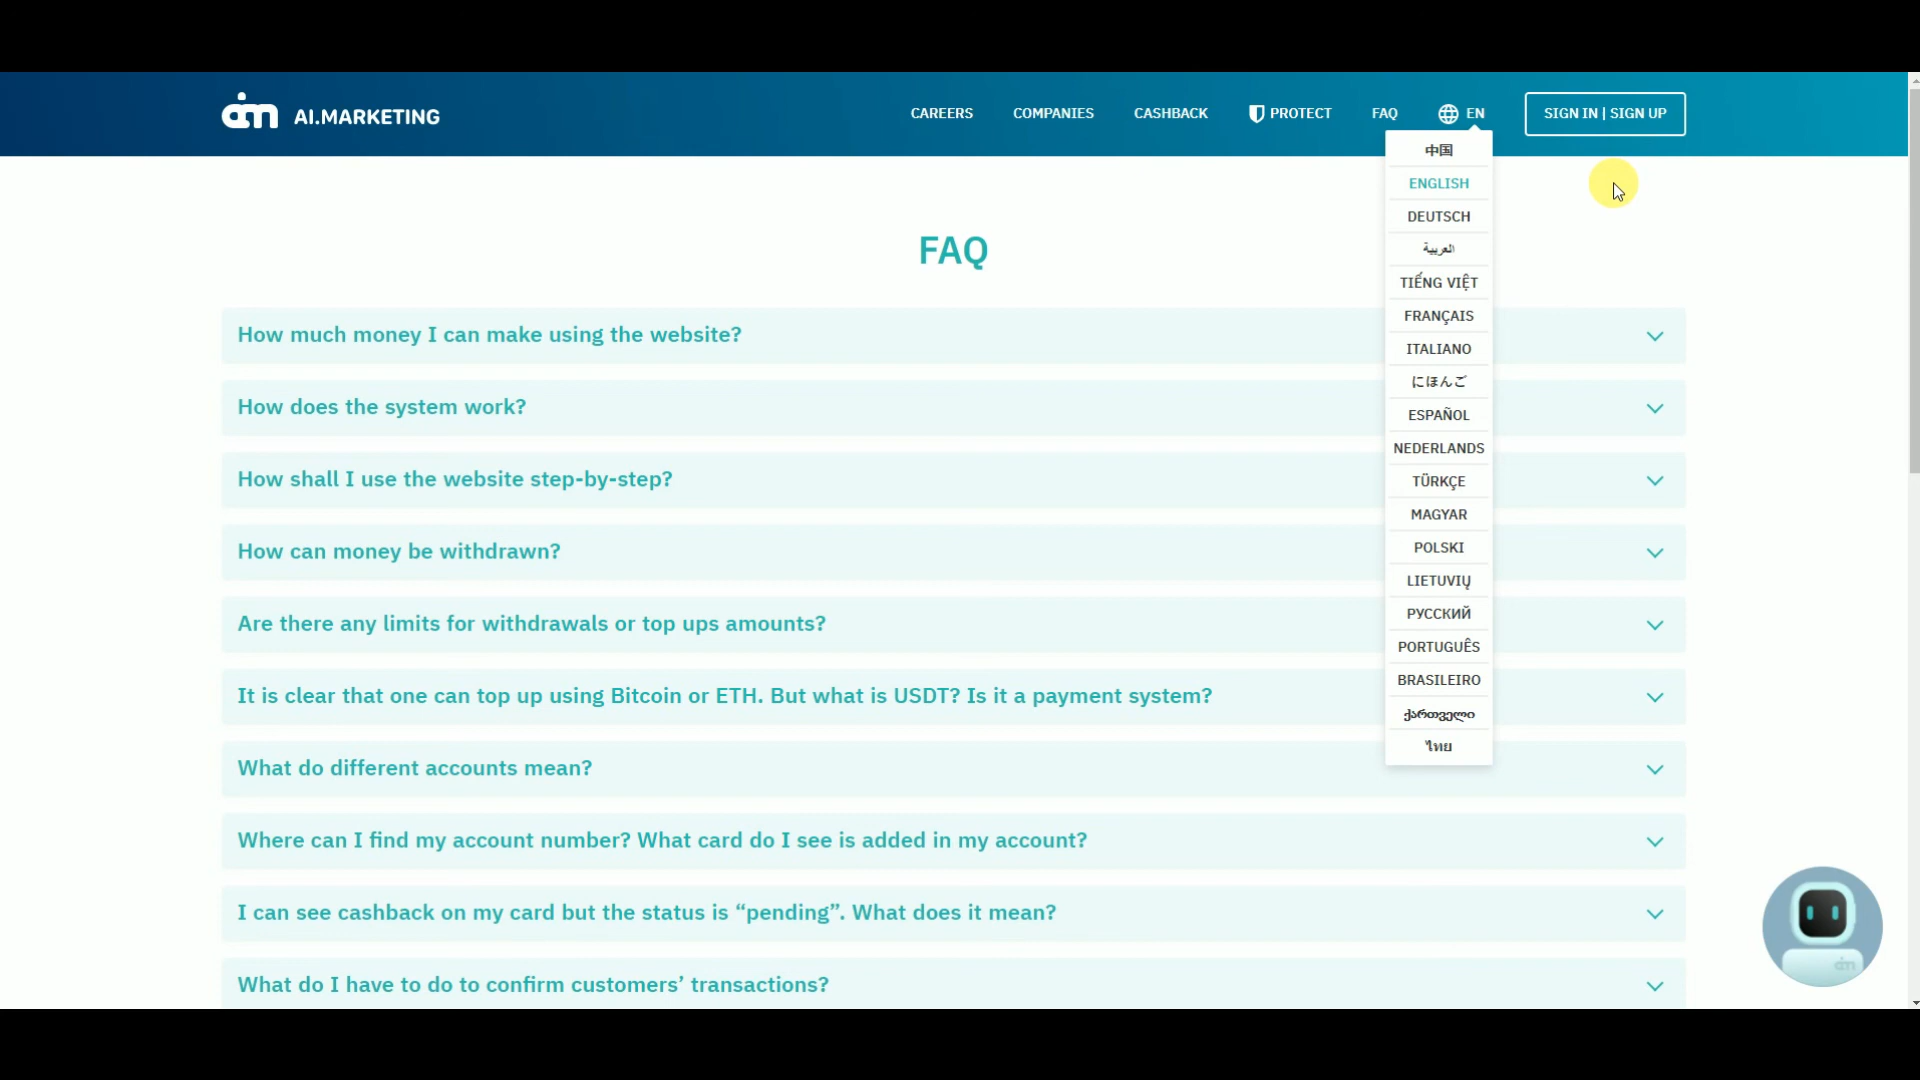 am AI.MARKETING
CAREERS COMPANIES CASHBACK PROTECT FAQ EN SIGN IN | SIGN UP
中国
ENGLISH
DEUTSCH
العربية
TIẾNG VIỆT
FRANÇAIS
ITALIANO
にほんご
ESPAÑOL
NEDERLANDS
TÜRKÇE
MAGYAR
POLSKI
LIETUVIŲ
РУССКИЙ
PORTUGUÊS
BRASILEIRO
ქართველი
ไทย
FAQ
How much money I can make using the website?
How does the system work?
How shall I use the website step-by-step?
How can money be withdrawn?
Are there any limits for withdrawals or top ups amounts?
It is clear that one can top up using Bitcoin or ETH. But what is USDT? Is it a payment system?
What do different accounts mean?
Where can I find my account number? What card do I see is added in my account?
I can see cashback on my card but the status is “pending”. What does it mean?
What do I have to do to confirm customers’ transactions?
am